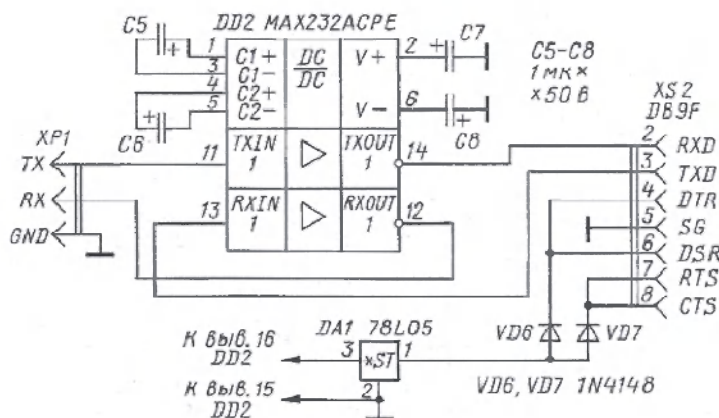 DD2 MAX232ACPE
C5
C7
1
C1+
DC
V+
2
C5-C8
3
C1-
DC
1 мк×
4
C2+
×50 В
5
C2-
V-
6
XS2
DB9F
C6
C8
XP1
TX
11
TXIN
1
TXOUT
1
14
2
RXD
3
TXD
RX
13
RXIN
1
RXOUT
1
12
4
DTR
5
SG
GND
6
DSR
7
RTS
8
CTS
DA1 78L05
VD6
VD7
К выв.16
DD2
3
*ST
1
К выв.15
DD2
2
VD6, VD7 1N4148